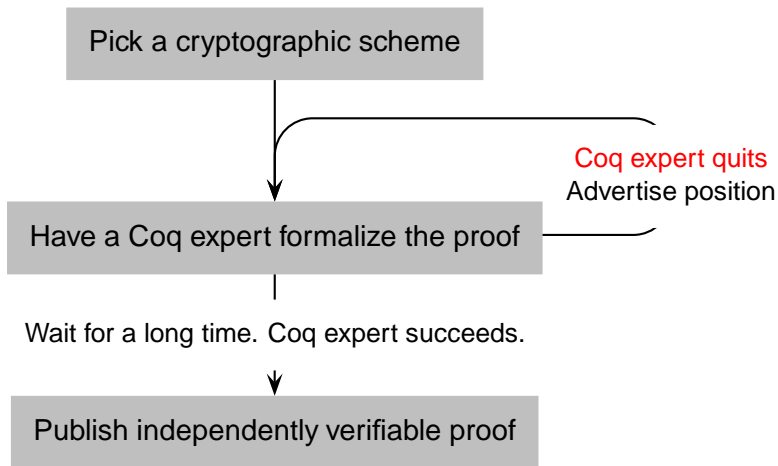 Pick a cryptographic scheme
Coq expert quits
Advertise position
Have a Coq expert formalize the proof
Wait for a long time. Coq expert succeeds.
Publish independently verifiable proof